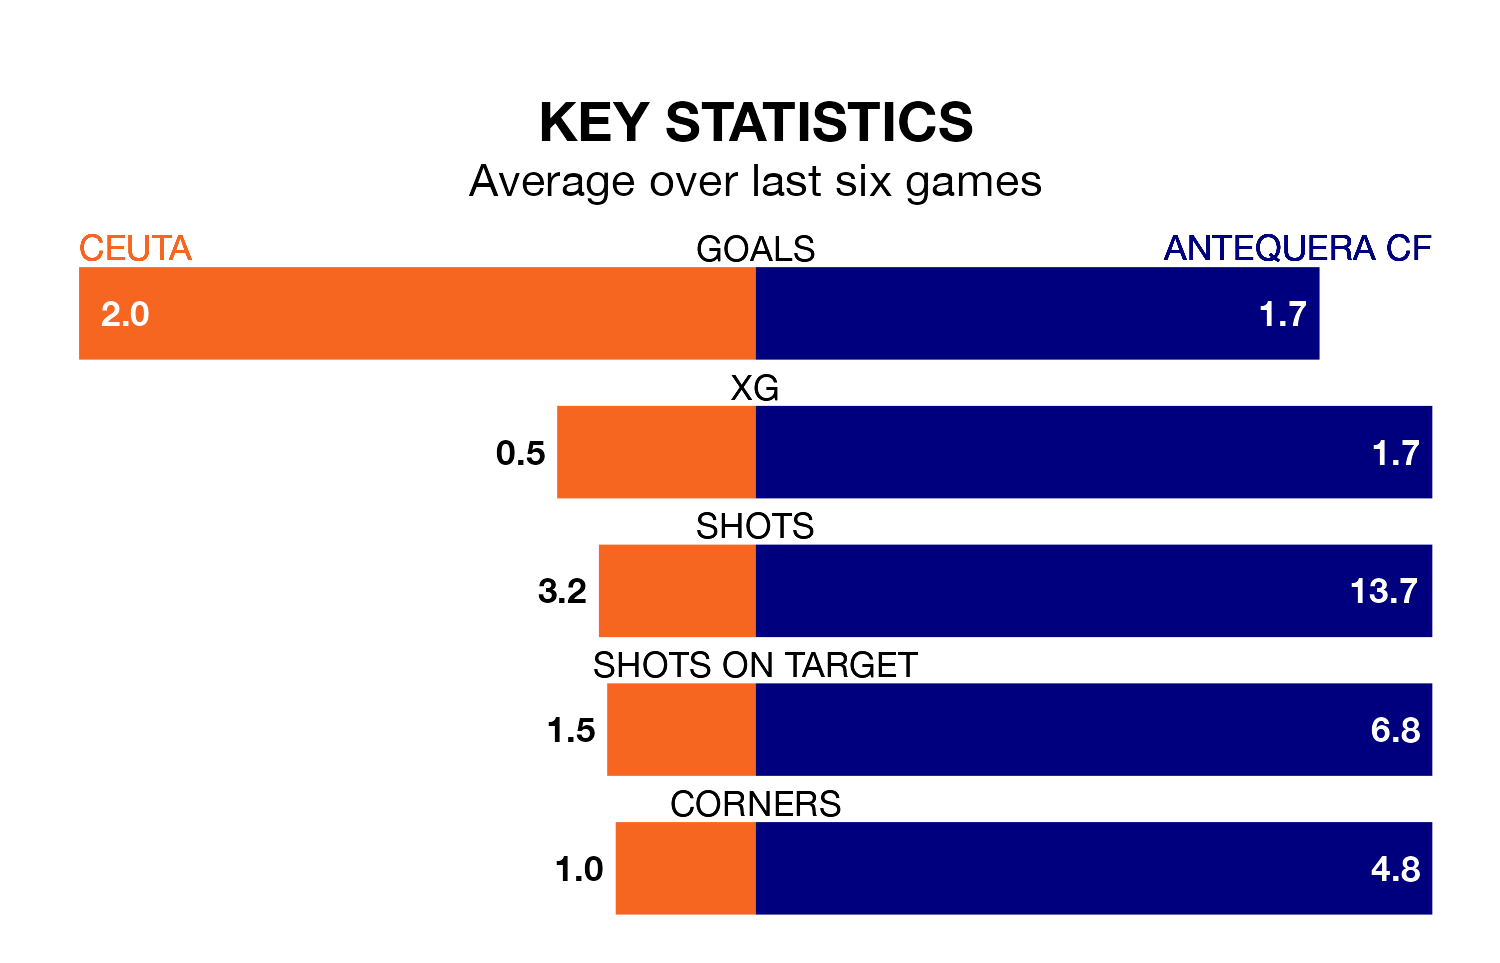 KEY STATISTICS
Average over last six games
CEUTA GOALS ANTEQUERA CF
2.0 1.7
XG
0.5 1.7
SHOTS
3.2 13.7
SHOTS ON TARGET
1.5 6.8
CORNERS
1.0 4.8